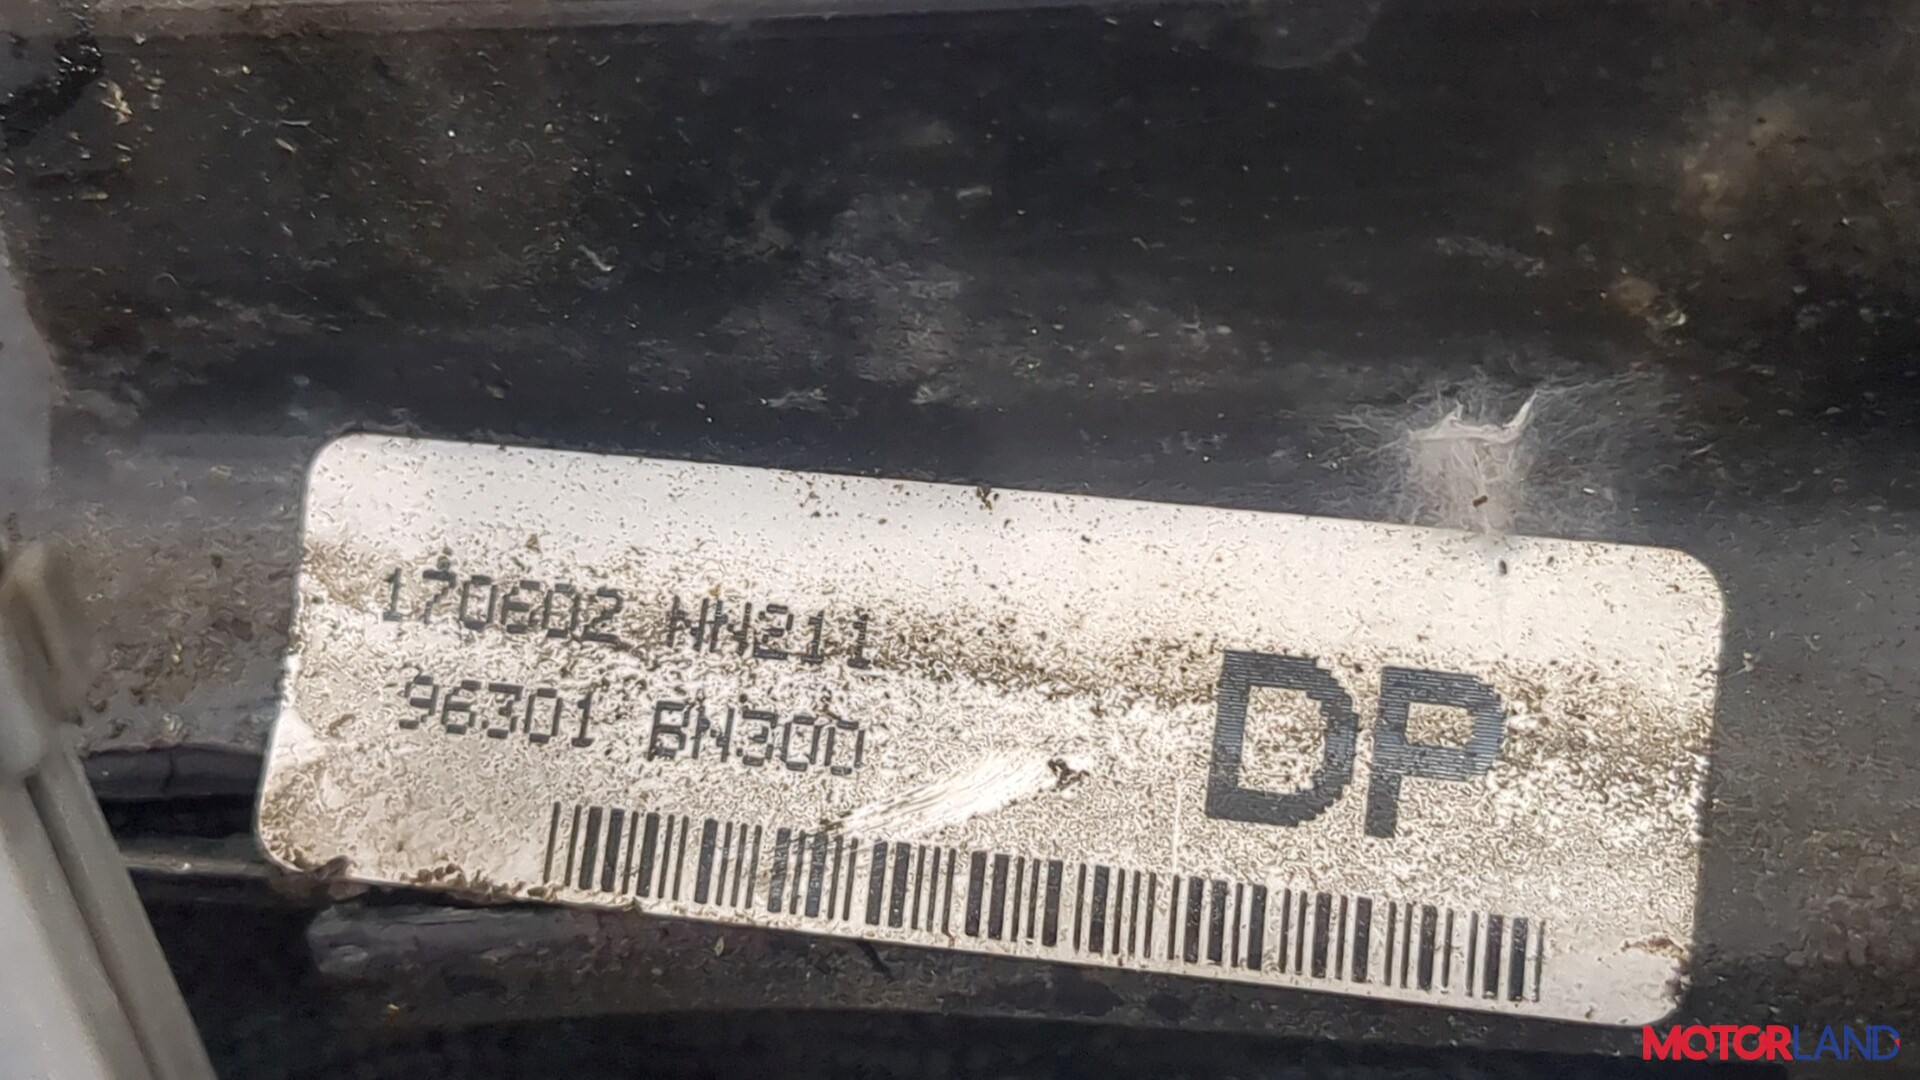 170602 NN211
96301 BN300
DP
MOTORLAND